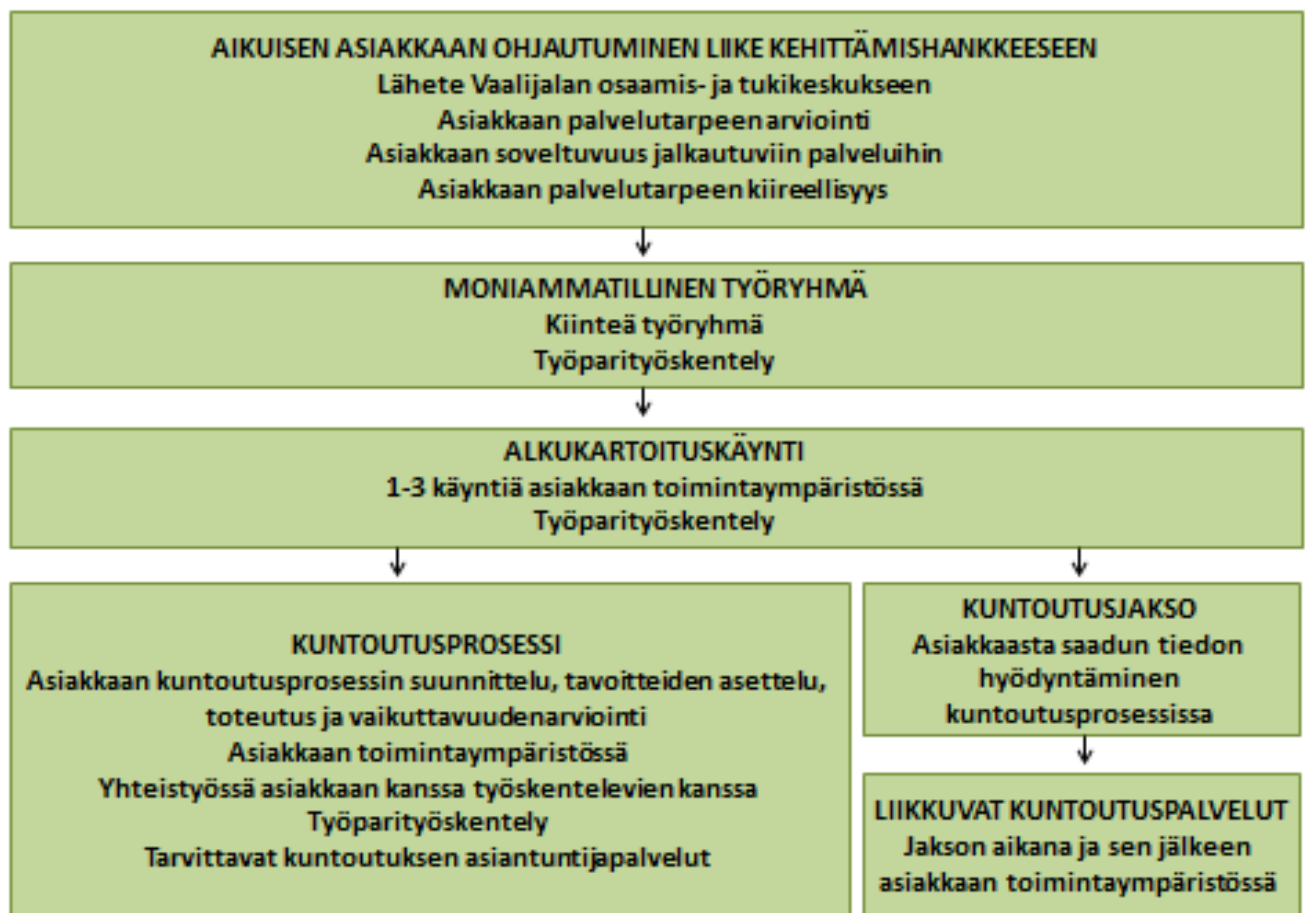 AIKUISEN ASIAKKAAN OHJAUTUMINEN LIIKE KEHITTÄMISHANKKEESEEN
Lähete Vaalijalan osaamis- ja tukikeskukseen
Asiakkaan palvelutarpeen arviointi
Asiakkaan soveltuvuus jalkautuviin palveluihin
Asiakkaan palvelutarpeen kiireellisyys
MONIAMMATILLINEN TYÖRYHMÄ
Kiinteä työryhmä
Työparityöskentely
ALKUKARTOITUSKÄYNTI
1-3 käyntiä asiakkaan toimintaympäristössä
Työparityöskentely
KUNTOUTUSPROSESSI
Asiakkaan kuntoutusprosessin suunnittelu, tavoitteiden asettelu,
toteutus ja vaikuttavuudenarviointi
Asiakkaan toimintaympäristössä
Yhteistyössä asiakkaan kanssa työskentelevien kanssa
Työparityöskentely
Tarvittavat kuntoutuksen asiantuntijapalvelut
KUNTOUTUSJAKSO
Asiakkaasta saadun tiedon
hyödyntäminen
kuntoutusprosessissa
LIIKKUVAT KUNTOUTUSPALVELUT
Jakson aikana ja sen jälkeen
asiakkaan toimintaympäristössä